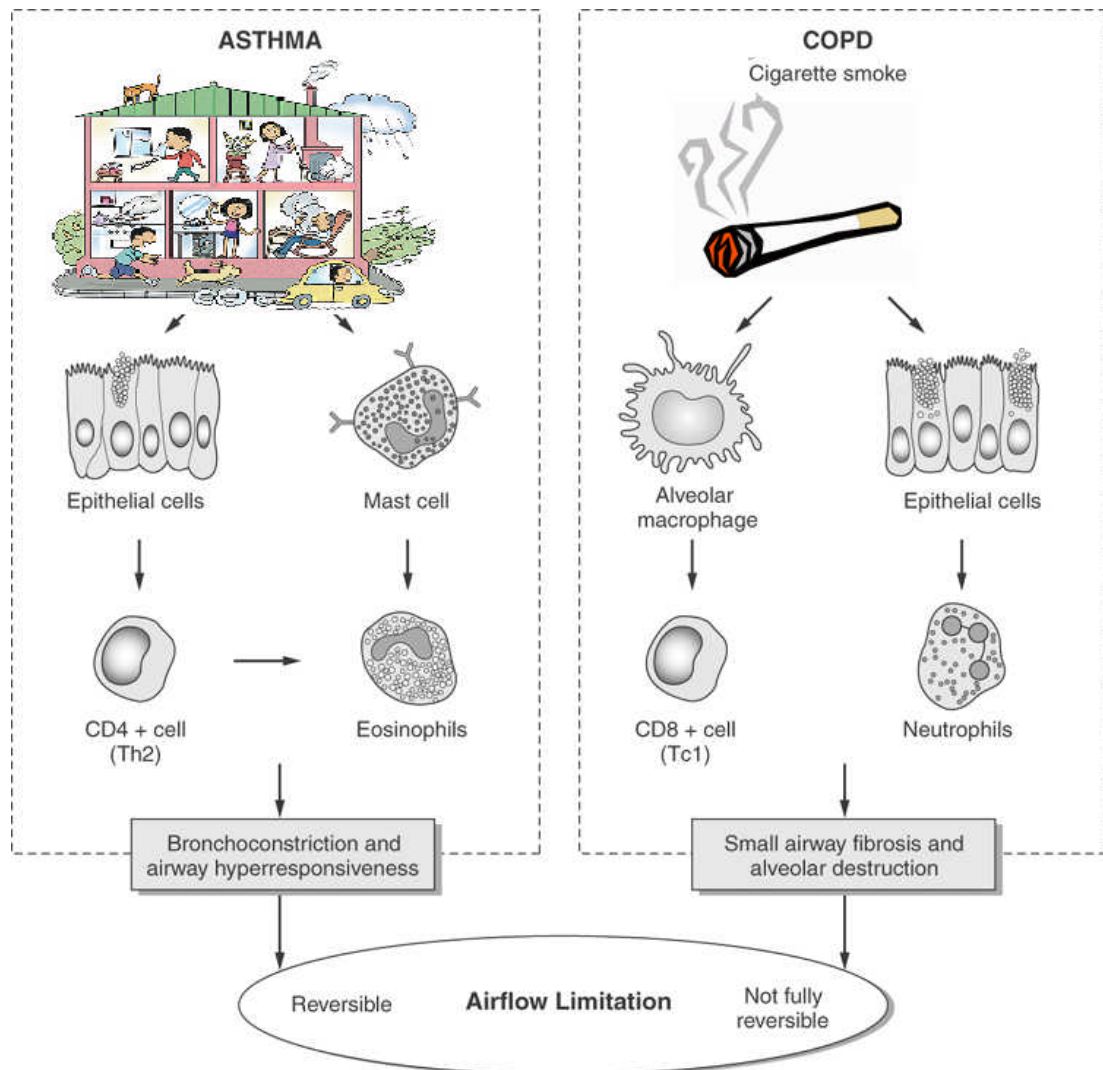 ASTHMA
Epithelial cells
Mast cell
CD4 + cell
(Th2)
Eosinophils
Bronchoconstriction and
airway hyperresponsiveness
COPD
Cigarette smoke
Alveolar
macrophage
Epithelial cells
CD8 + cell
(Tc1)
Neutrophils
Small airway fibrosis and
alveolar destruction
Reversible
Airflow Limitation
Not fully
reversible